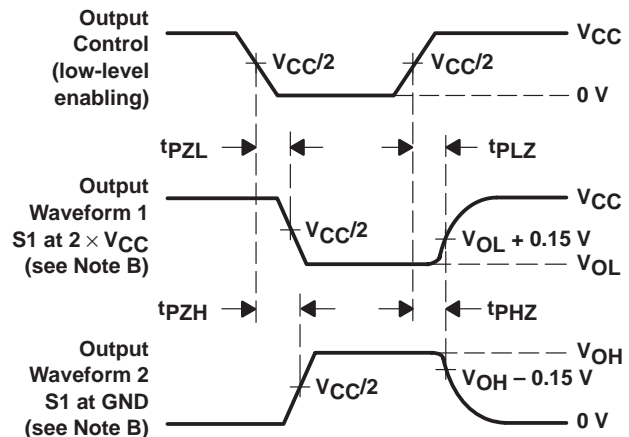 Output
Control
(low-level
enabling)
VCC/2
VCC/2
VCC
0 V
tPZL
tPLZ
Output
Waveform 1
S1 at 2 × VCC
(see Note B)
VCC/2
VCC
VOL + 0.15 V
VOL
tPZH
tPHZ
Output
Waveform 2
S1 at GND
(see Note B)
VCC/2
VOH
VOH – 0.15 V
0 V